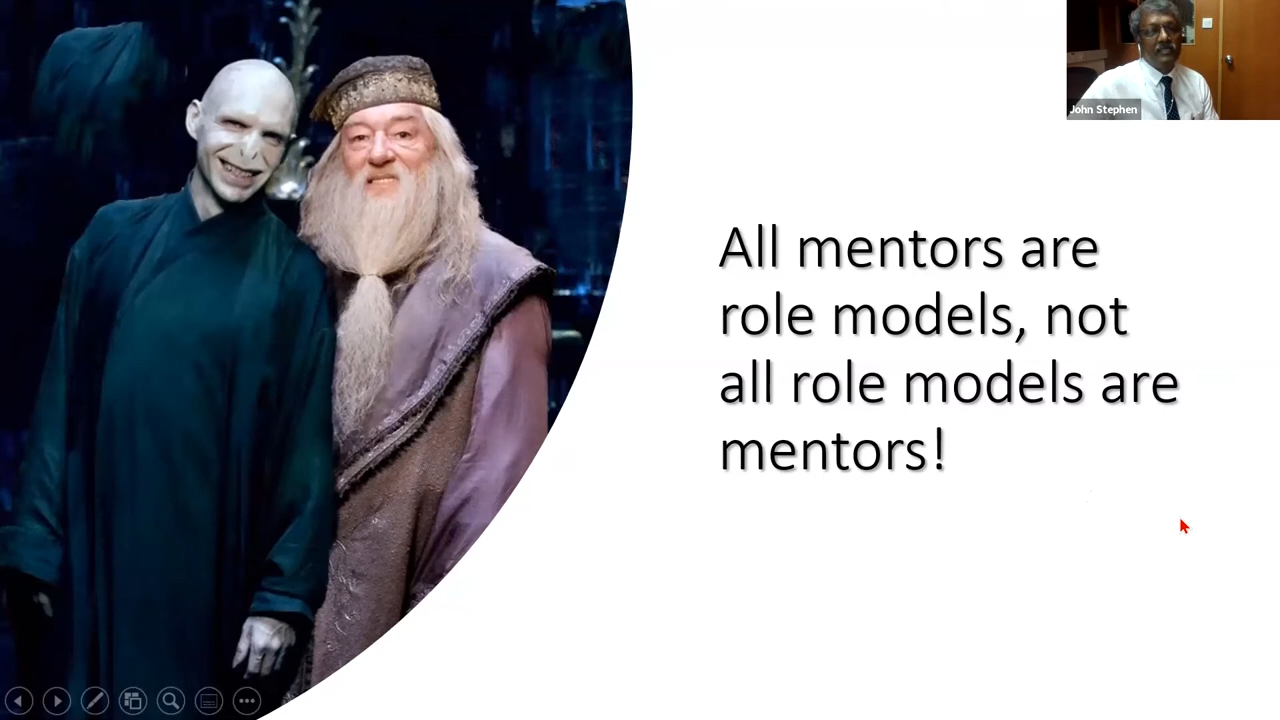 John Stephen
All mentors are
role models, not
all role models are
mentors!